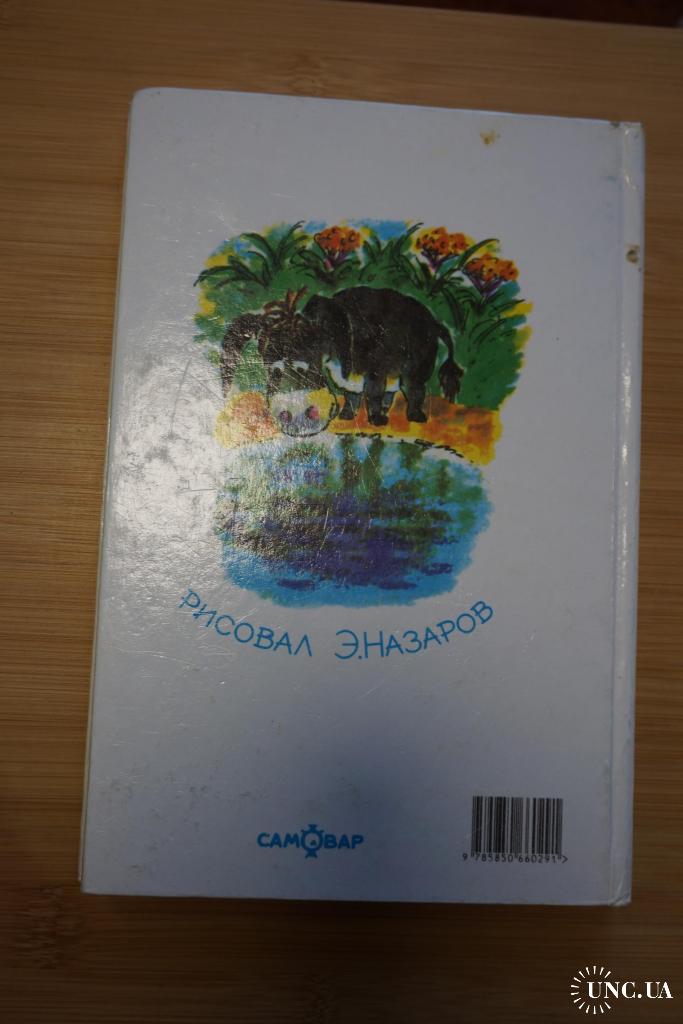 РИСОВАЛ Э.НАЗАРОВ
САМОВАР
9 785850 660291 >
UNC.UA